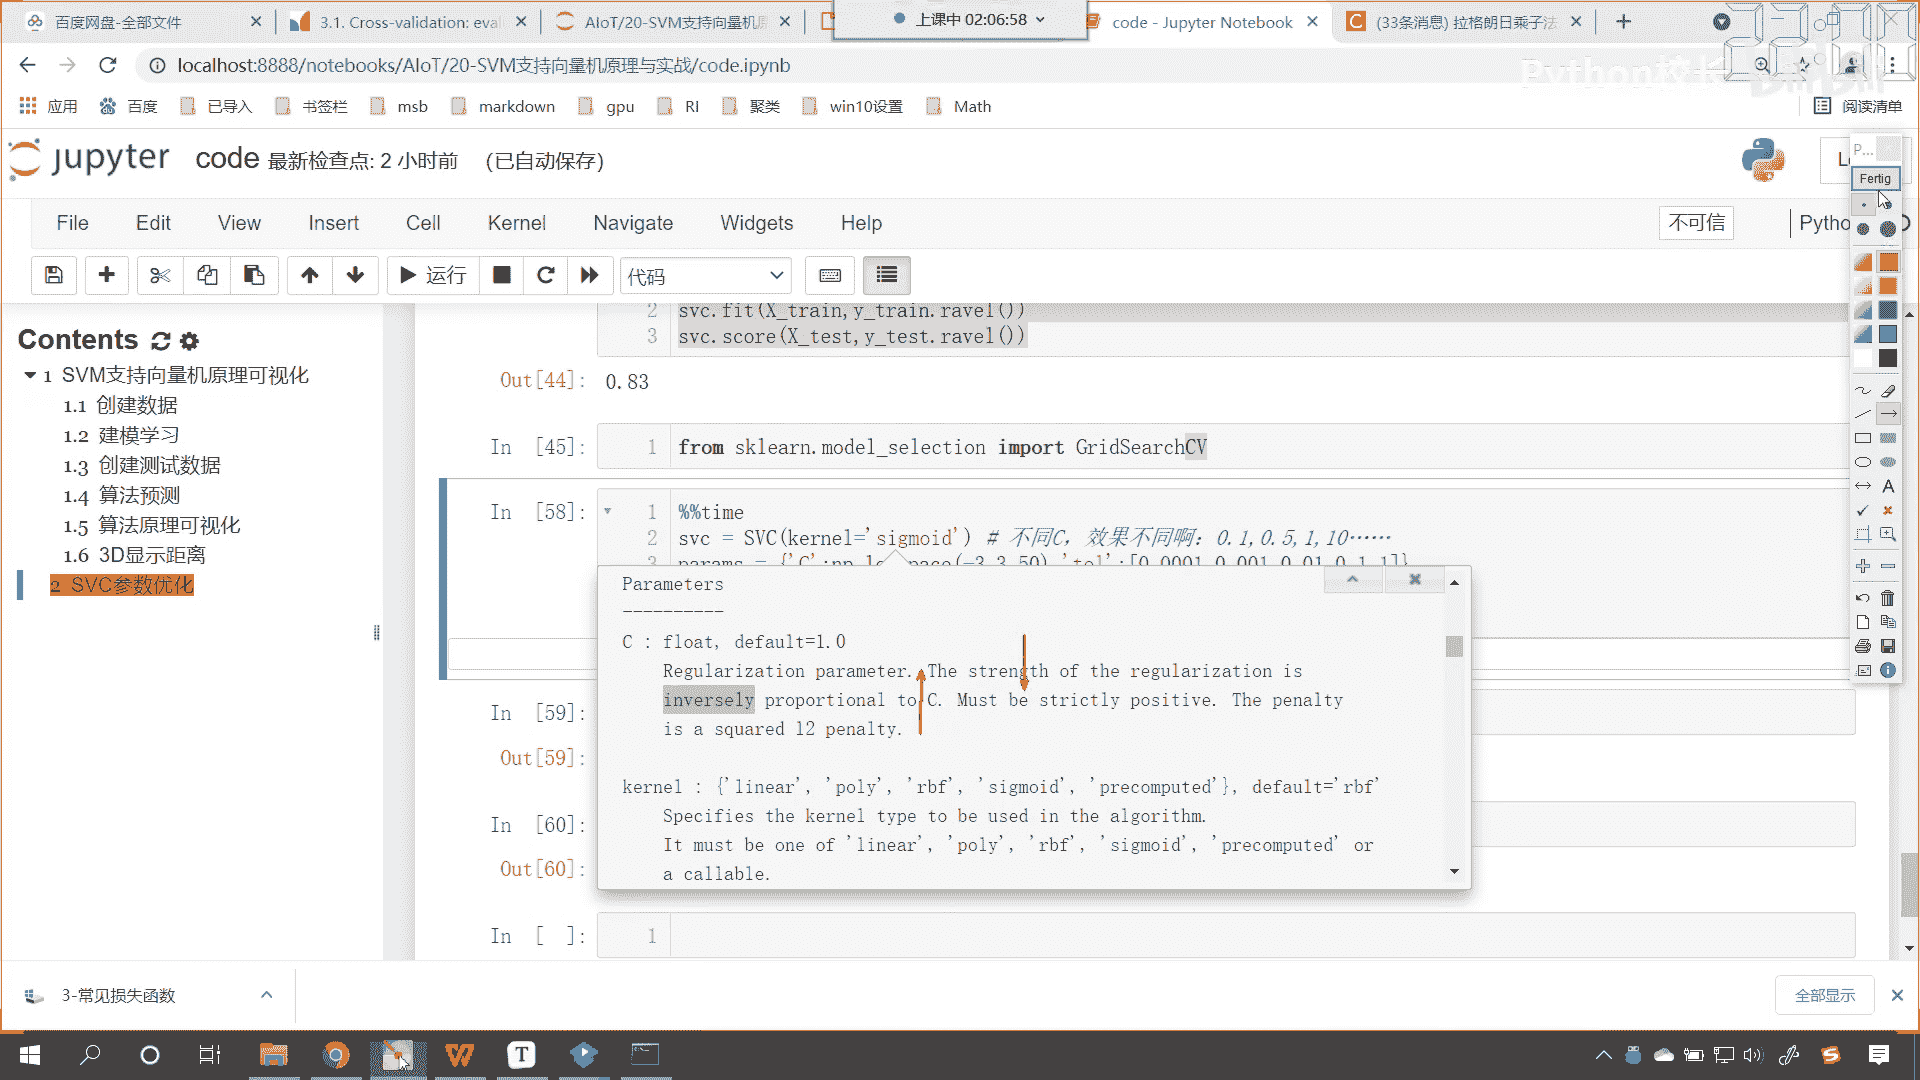 百度网盘-全部文件
3.1. Cross-validation: eval
AIoT/20-SVM支持向量机原
上课中 02:06:58
code - Jupyter Notebook
(33条消息) 拉格朗日乘子法
localhost:8888/notebooks/AIoT/20-SVM支持向量机原理与实战/code.ipynb
Python校长
bilibili
应用
百度
已导入
书签栏
msb
markdown
gpu
RI
聚类
win10设置
Math
阅读清单
jupyter
code 最新检查点: 2 小时前 (已自动保存)
P...
Fertig
File Edit View Insert Cell Kernel Navigate Widgets Help
不可信
Pytho
运行
代码
Contents
1 SVM支持向量机原理可视化
1.1 创建数据
1.2 建模学习
1.3 创建测试数据
1.4 算法预测
1.5 算法原理可视化
1.6 3D显示距离
2 SVC参数优化
2 svc.fit(X_train,y_train.ravel())
3 svc.score(X_test,y_test.ravel())
Out[44]: 0.83
In [45]: 1 from sklearn.model_selection import GridSearchCV
In [58]: 1 %%time
2 svc = SVC(kernel='sigmoid') # 不同C，效果不同啊：0.1,0.5,1,10……
3 params = {'C':np.logspace(-3,3,50),'tol':[0.0001,0.001,0.01,0.1,1]}
Parameters
----------
C : float, default=1.0
Regularization parameter. The strength of the regularization is
inversely proportional to C. Must be strictly positive. The penalty
is a squared l2 penalty.
kernel : {'linear', 'poly', 'rbf', 'sigmoid', 'precomputed'}, default='rbf'
Specifies the kernel type to be used in the algorithm.
It must be one of 'linear', 'poly', 'rbf', 'sigmoid', 'precomputed' or
a callable.
In [59]:
Out[59]:
In [60]:
Out[60]:
In [ ]: 1
3-常见损失函数
全部显示